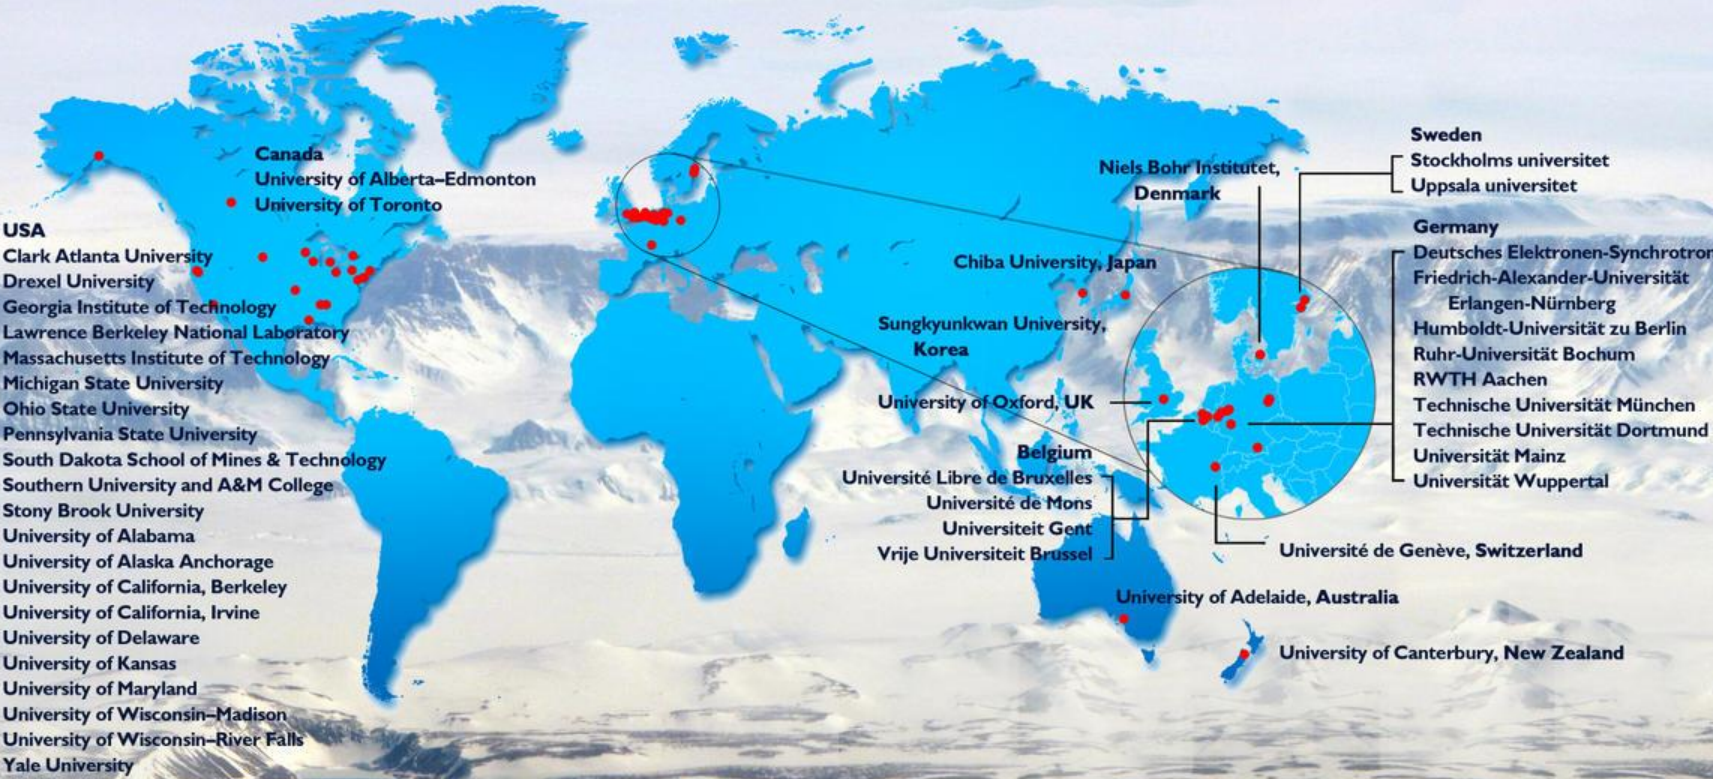 Canada
University of Alberta–Edmonton
University of Toronto
USA
Clark Atlanta University
Drexel University
Georgia Institute of Technology
Lawrence Berkeley National Laboratory
Massachusetts Institute of Technology
Michigan State University
Ohio State University
Pennsylvania State University
South Dakota School of Mines & Technology
Southern University and A&M College
Stony Brook University
University of Alabama
University of Alaska Anchorage
University of California, Berkeley
University of California, Irvine
University of Delaware
University of Kansas
University of Maryland
University of Wisconsin–Madison
University of Wisconsin–River Falls
Yale University
Niels Bohr Institutet,
Denmark
Chiba University, Japan
Sungkyunkwan University,
Korea
University of Oxford, UK
Belgium
Université Libre de Bruxelles
Université de Mons
Universiteit Gent
Vrije Universiteit Brussel
Sweden
Stockholms universitet
Uppsala universitet
Germany
Deutsches Elektronen-Synchrotron
Friedrich-Alexander-Universität
Erlangen-Nürnberg
Humboldt-Universität zu Berlin
Ruhr-Universität Bochum
RWTH Aachen
Technische Universität München
Technische Universität Dortmund
Universität Mainz
Universität Wuppertal
Université de Genève, Switzerland
University of Adelaide, Australia
University of Canterbury, New Zealand